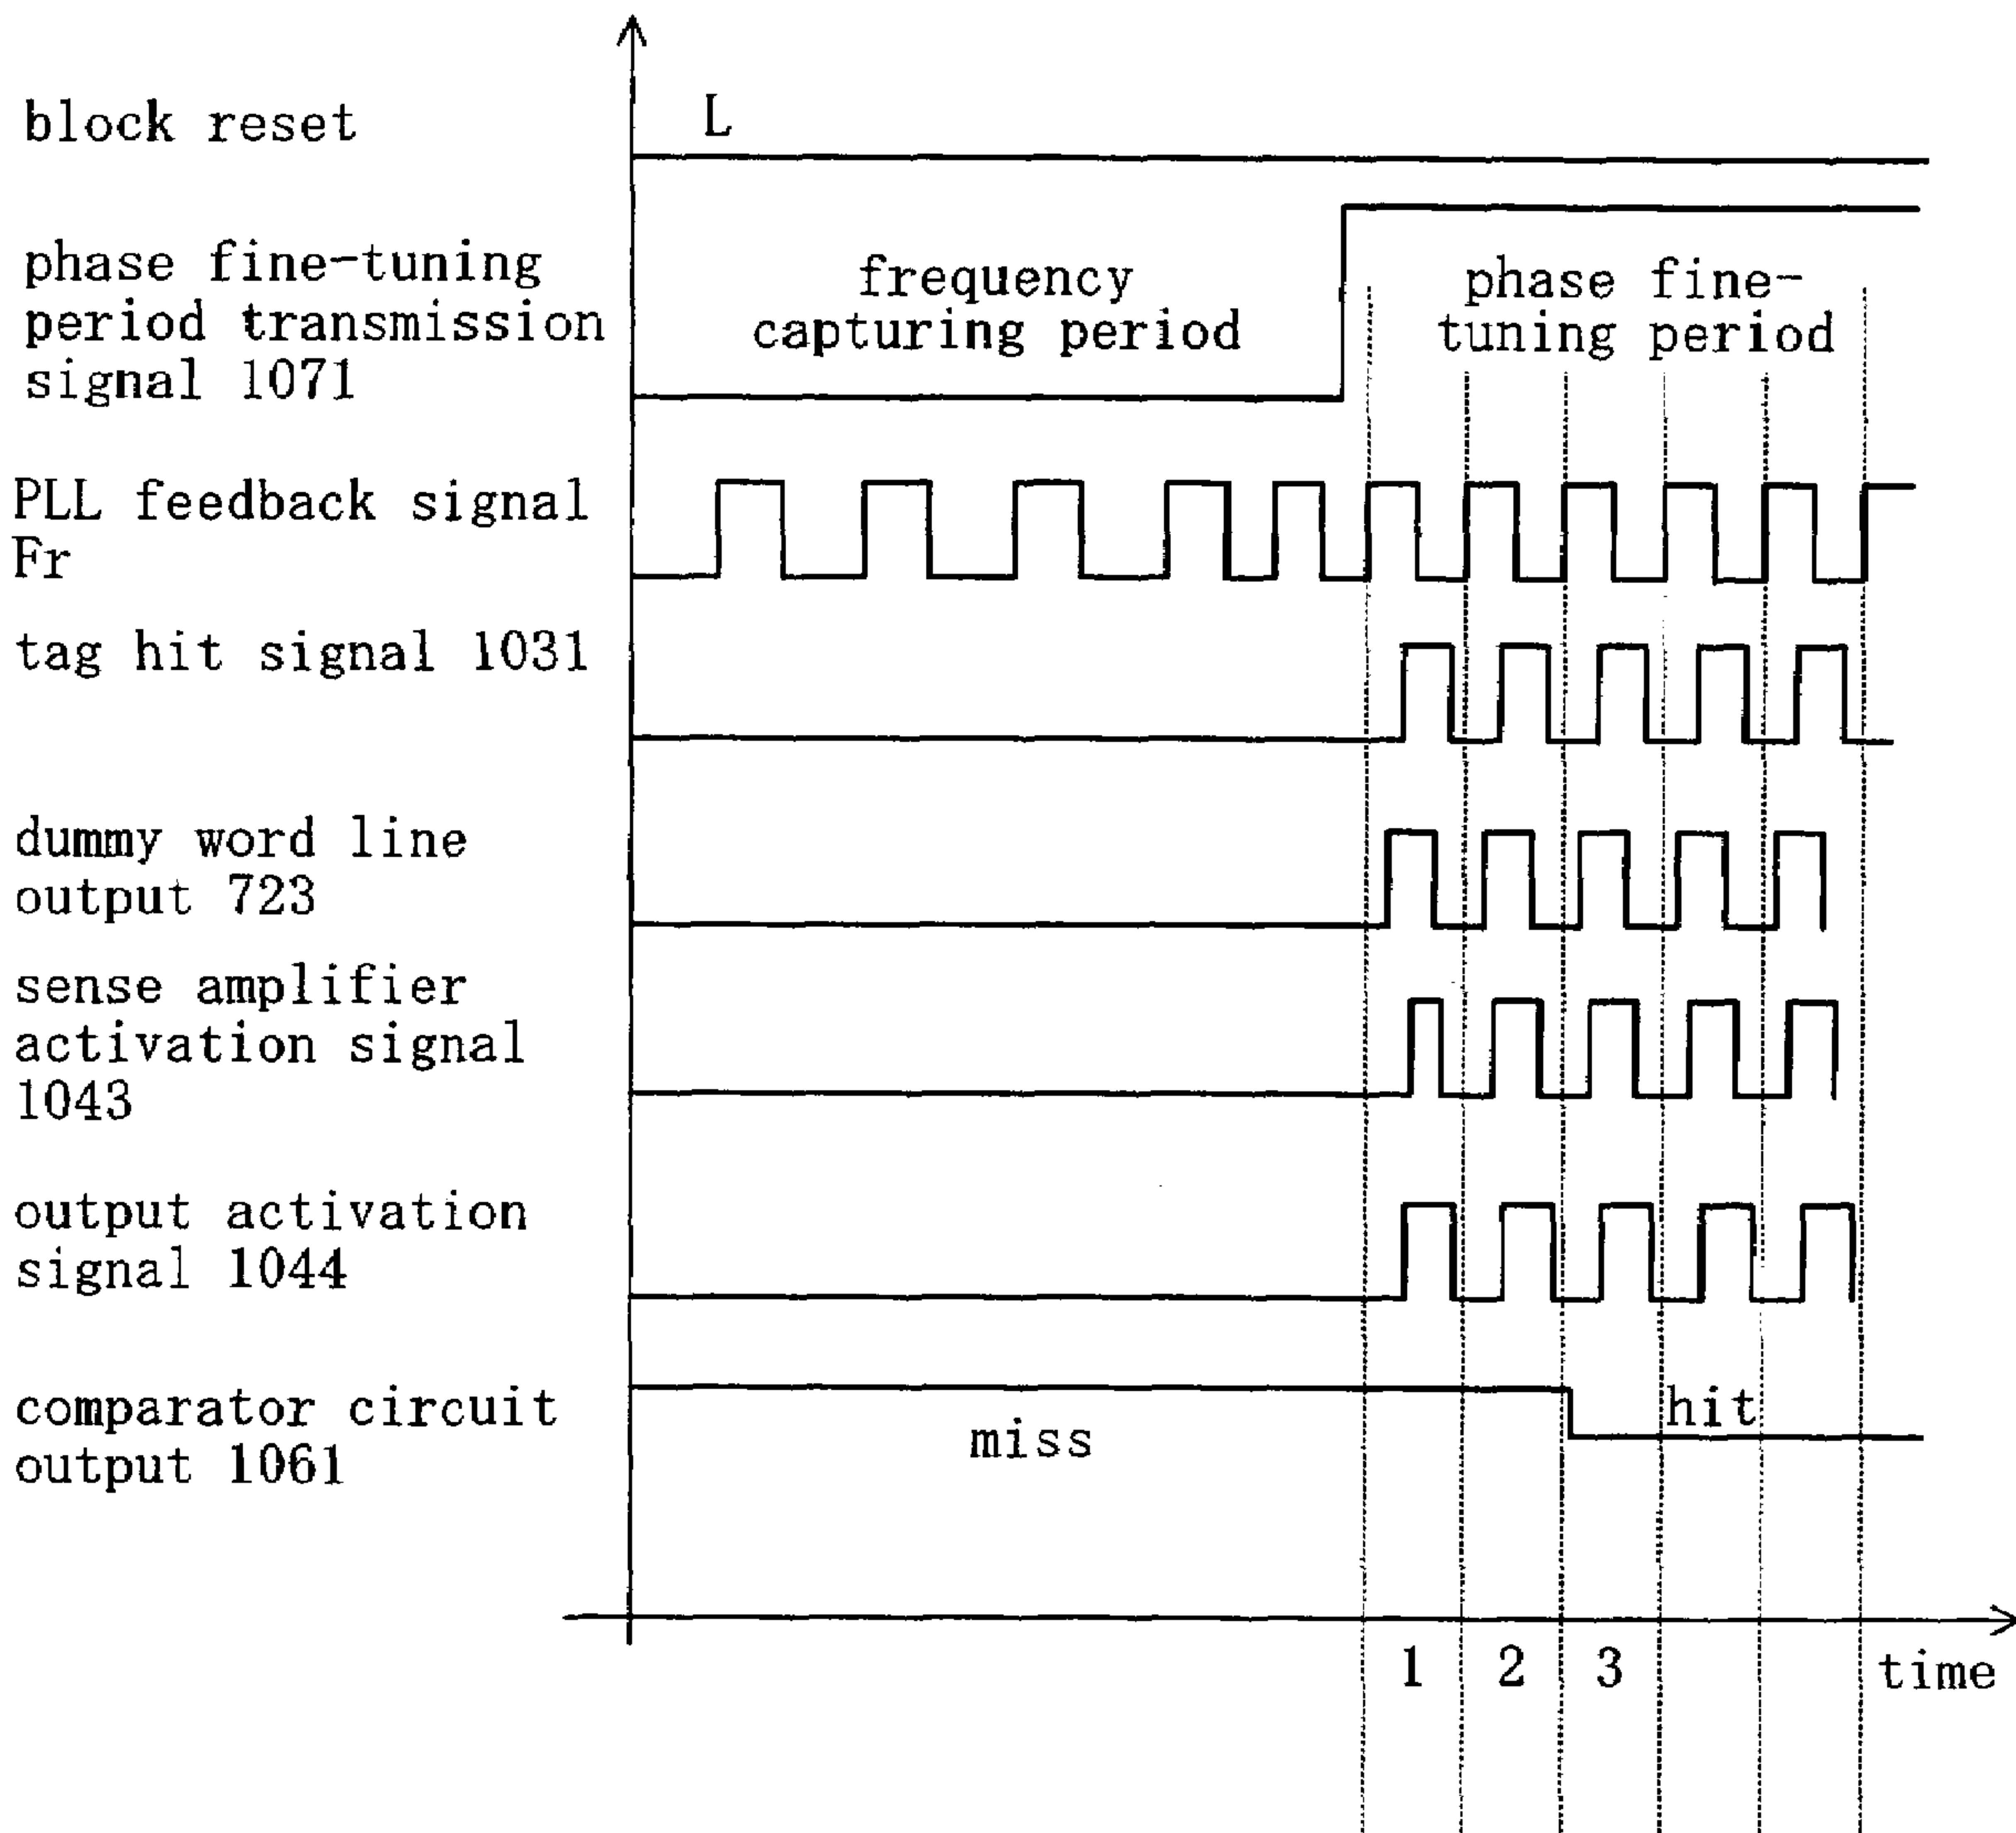 block reset
L
phase fine-tuning
period transmission
signal 1071
frequency
capturing period
phase fine-
tuning period
PLL feedback signal
Fr
tag hit signal 1031
dummy word line
output 723
sense amplifier
activation signal
1043
output activation
signal 1044
comparator circuit
output 1061
miss
hit
1 2 3 time